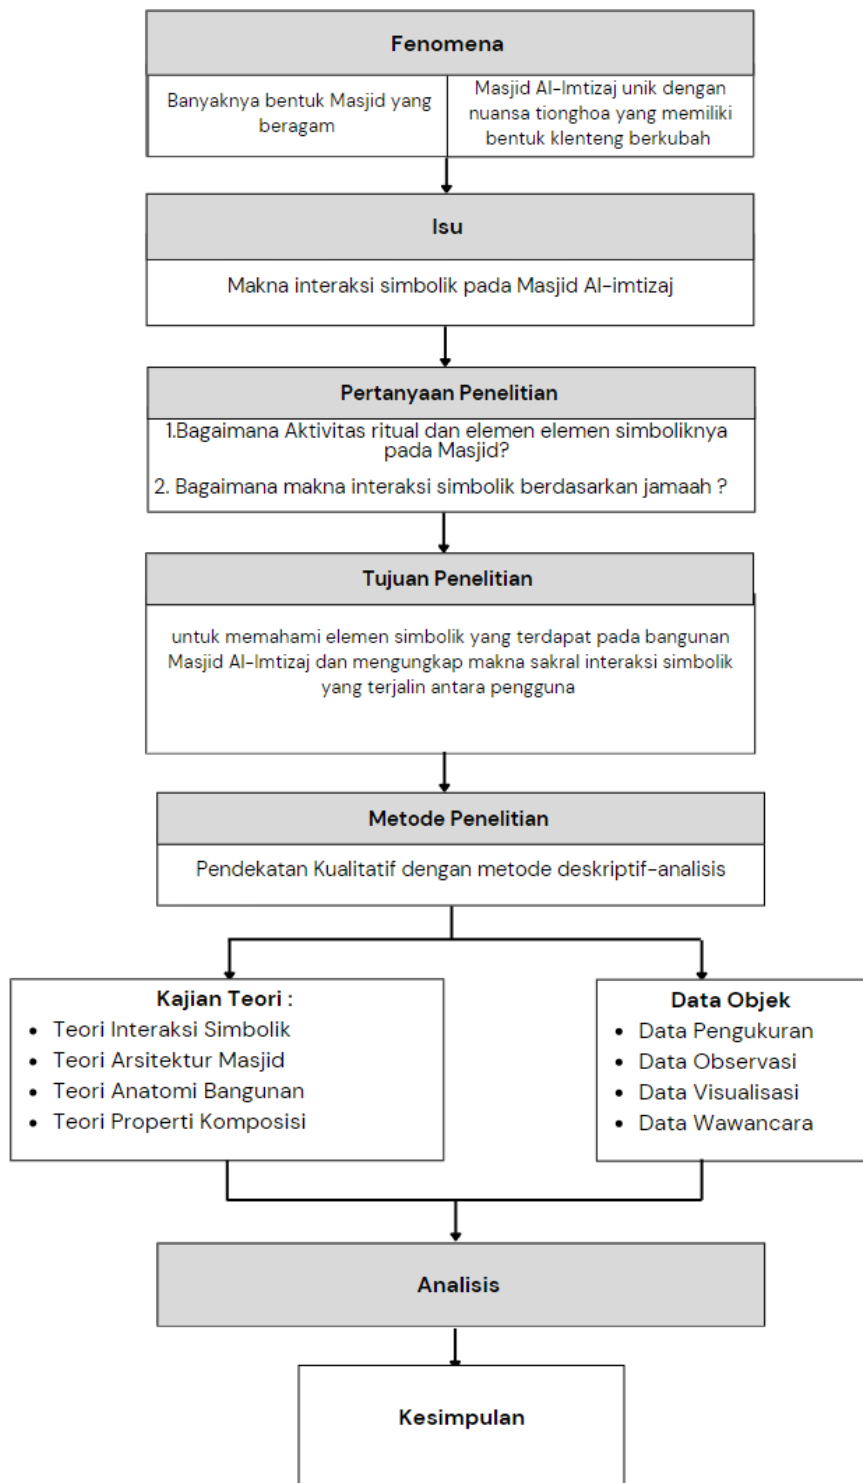 Fenomena
Banyaknya bentuk Masjid yang
beragam
Masjid Al-Imtizaj unik dengan
nuansa tionghoa yang memiliki
bentuk klenteng berkubah
Isu
Makna interaksi simbolik pada Masjid Al-imtizaj
Pertanyaan Penelitian
1.Bagaimana Aktivitas ritual dan elemen elemen simboliknya
pada Masjid?
2. Bagaimana makna interaksi simbolik berdasarkan jamaah ?
Tujuan Penelitian
untuk memahami elemen simbolik yang terdapat pada bangunan
Masjid Al-Imtizaj dan mengungkap makna sakral interaksi simbolik
yang terjalin antara pengguna
Metode Penelitian
Pendekatan Kualitatif dengan metode deskriptif-analisis
Kajian Teori :
• Teori Interaksi Simbolik
• Teori Arsitektur Masjid
• Teori Anatomi Bangunan
• Teori Properti Komposisi
Data Objek
• Data Pengukuran
• Data Observasi
• Data Visualisasi
• Data Wawancara
Analisis
Kesimpulan